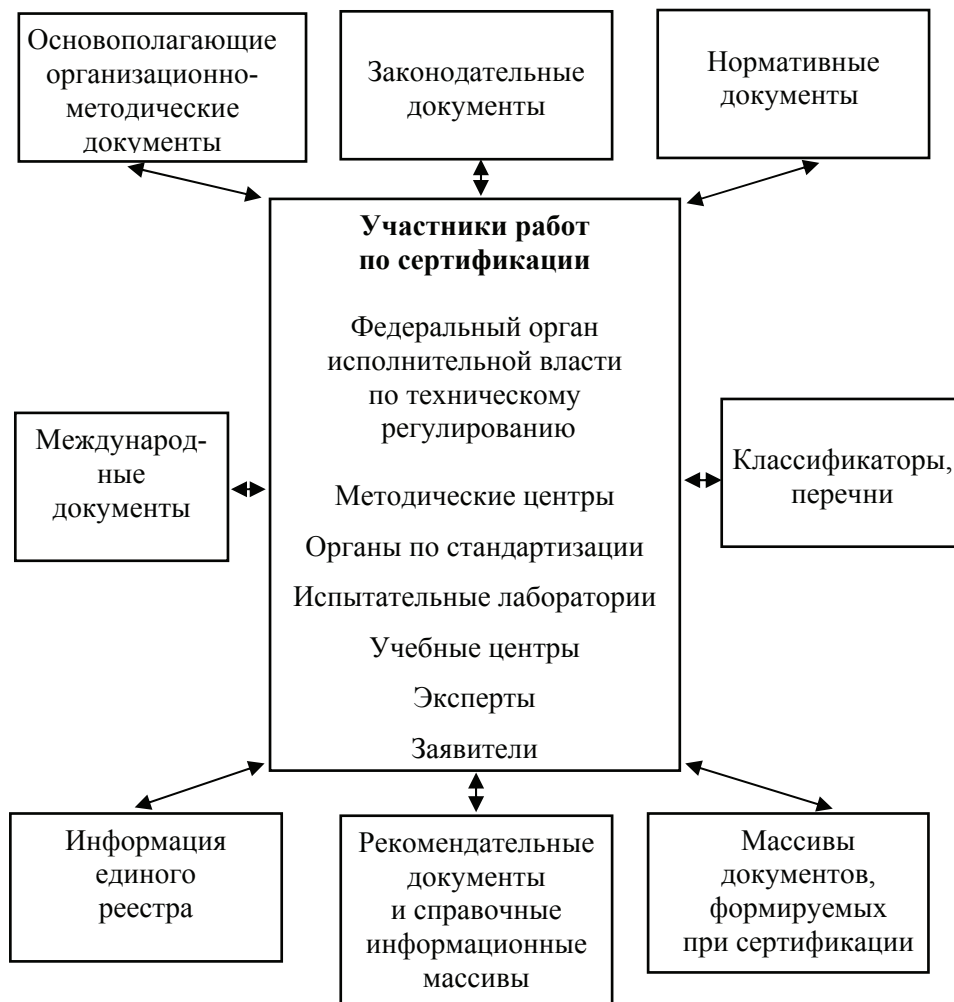 Основополагающие
организационно-
методические
документы
Законодательные
документы
Нормативные
документы
Участники работ
по сертификации
Федеральный орган
исполнительной власти
по техническому
регулированию
Методические центры
Органы по стандартизации
Испытательные лаборатории
Учебные центры
Эксперты
Заявители
Международ-
ные
документы
Классификаторы,
перечни
Информация
единого
реестра
Рекомендательные
документы
и справочные
информационные
массивы
Массивы
документов,
формируемых
при сертификации